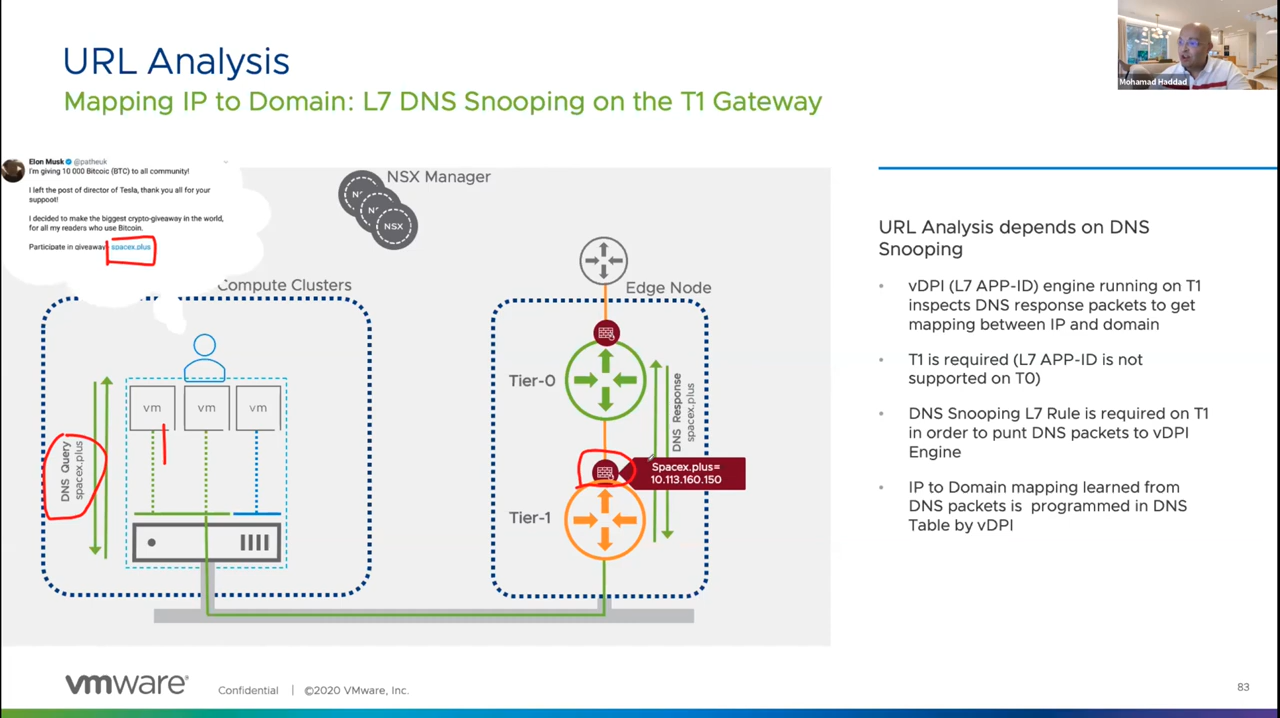 URL Analysis
Mapping IP to Domain: L7 DNS Snooping on the T1 Gateway
Mohamad Haddad
Elon Musk @patheuk
I'm giving 10 000 Bitcoic (BTC) to all community!
I left the post of director of Tesla, thank you all for your
suppoot!
I decided to make the biggest crypto-giveaway in the world,
for all my readers who use Bitcoin.
Participate in giveaway spacex.plus
NSX Manager
NSX
Compute Clusters
Edge Node
vm
vm
vm
DNS Query
spacex.plus
Tier-0
DNS Response
spacex.plus
Spacex.plus=
10.113.160.150
Tier-1
URL Analysis depends on DNS
Snooping
• vDPI (L7 APP-ID) engine running on T1
inspects DNS response packets to get
mapping between IP and domain
• T1 is required (L7 APP-ID is not
supported on T0)
• DNS Snooping L7 Rule is required on T1
in order to punt DNS packets to vDPI
Engine
• IP to Domain mapping learned from
DNS packets is programmed in DNS
Table by vDPI
vmware®
Confidential | ©2020 VMware, Inc.
83